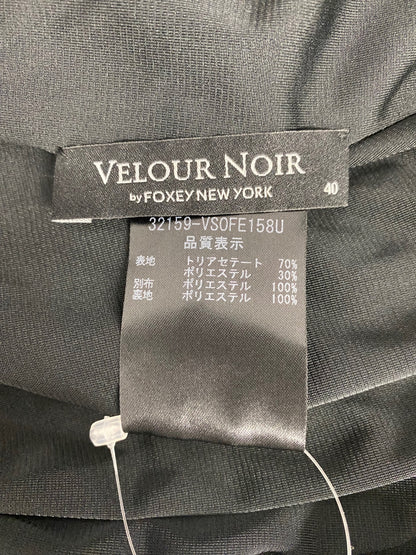 VELOUR NOIR
by FOXEY NEW YORK
40
32159-VSOFE158U
品質表示
表地 トリアセテート 70%
ポリエステル 30%
別布 ポリエステル 100%
裏地 ポリエステル 100%